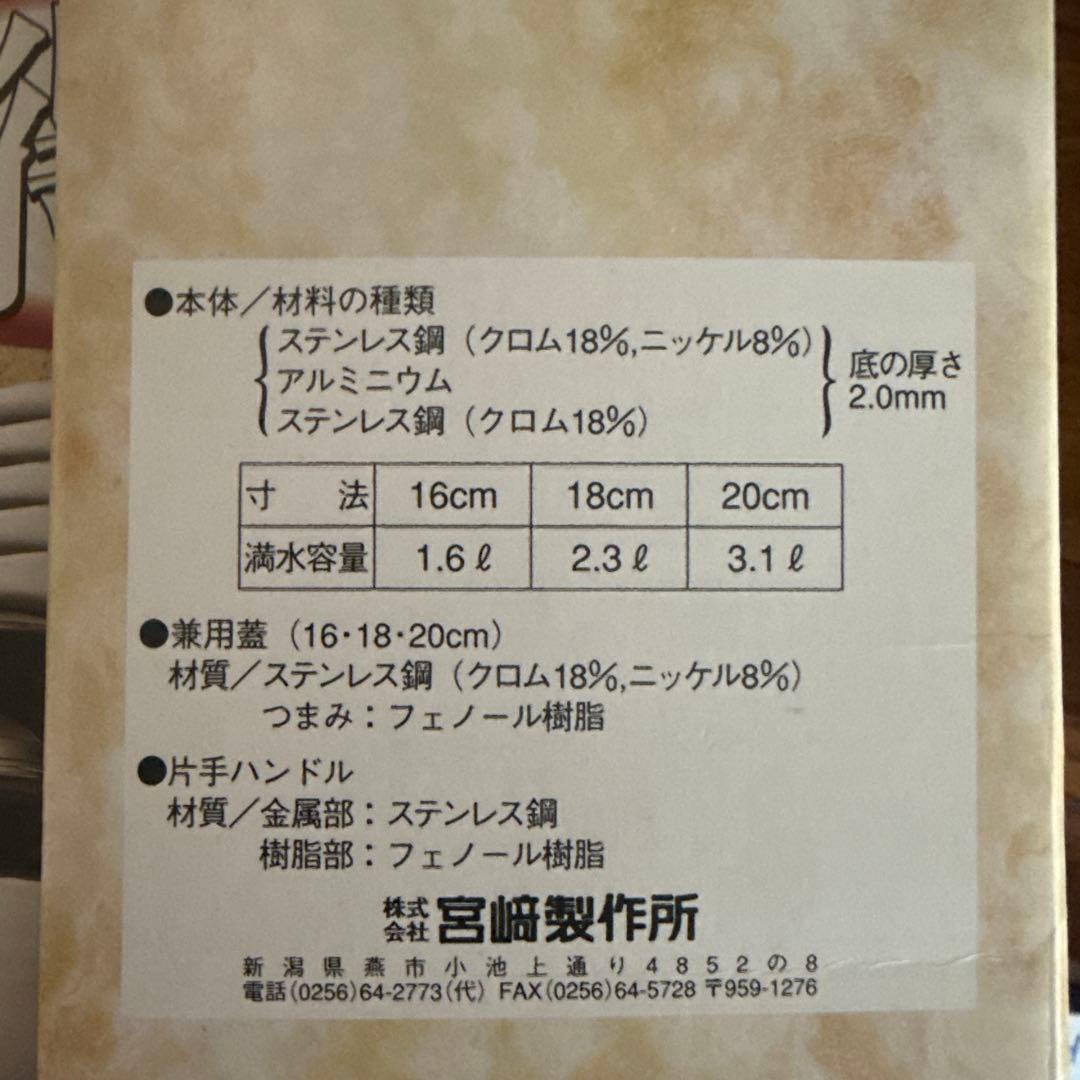 ●本体／材料の種類
ステンレス鋼（クロム18%,ニッケル8%）
アルミニウム
ステンレス鋼（クロム18%）
底の厚さ
2.0mm
寸　法 16cm 18cm 20cm
満水容量 1.6ℓ 2.3ℓ 3.1ℓ
●兼用蓋（16・18・20cm）
材質／ステンレス鋼（クロム18%,ニッケル8%）
つまみ：フェノール樹脂
●片手ハンドル
材質／金属部：ステンレス鋼
樹脂部：フェノール樹脂
株式会社 宮﨑製作所
新潟県燕市小池上通り4852の8
電話(0256)64-2773(代) FAX(0256)64-5728 〒959-1276